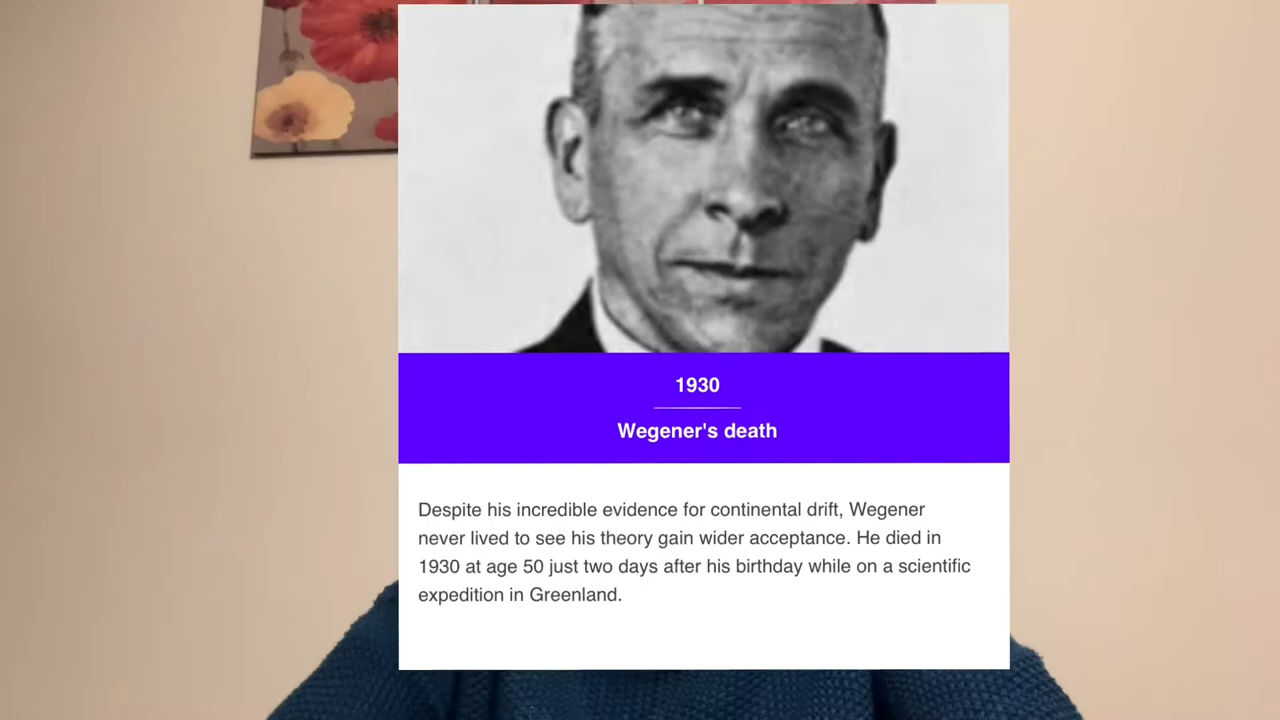 1930
Wegener's death
Despite his incredible evidence for continental drift, Wegener
never lived to see his theory gain wider acceptance. He died in
1930 at age 50 just two days after his birthday while on a scientific
expedition in Greenland.